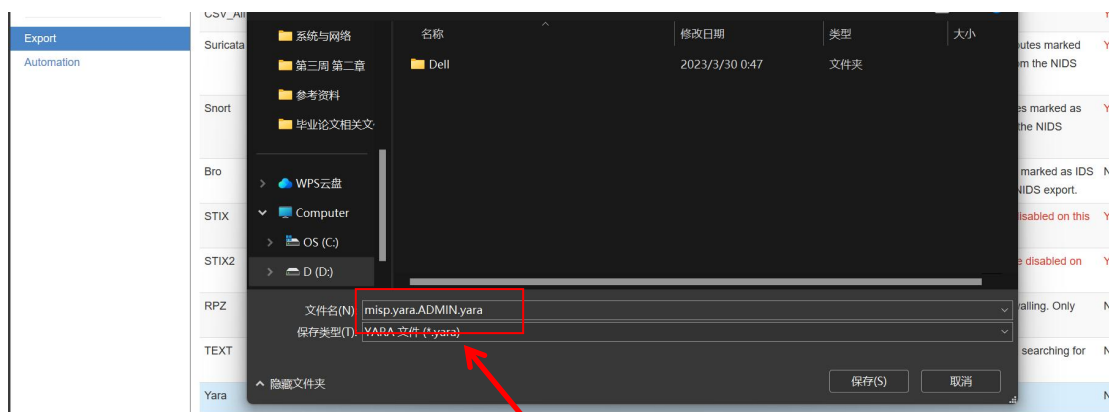 CSV_All
Export
Automation
Suricata
Snort
Bro
STIX
STIX2
RPZ
TEXT
Yara
系统与网络
第三周 第二章
参考资料
毕业论文相关文
WPS云盘
Computer
OS (C:)
D (D:)
名称 修改日期 类型 大小
Dell 2023/3/30 0:47 文件夹
文件名(N): misp.yara.ADMIN.yara
保存类型(T): YARA 文件 (*.yara)
隐藏文件夹 保存(S) 取消
utes marked
m the NIDS
es marked as
the NIDS
marked as IDS N
NIDS export.
isabled on this Y
e disabled on Y
alling. Only N
searching for N
N